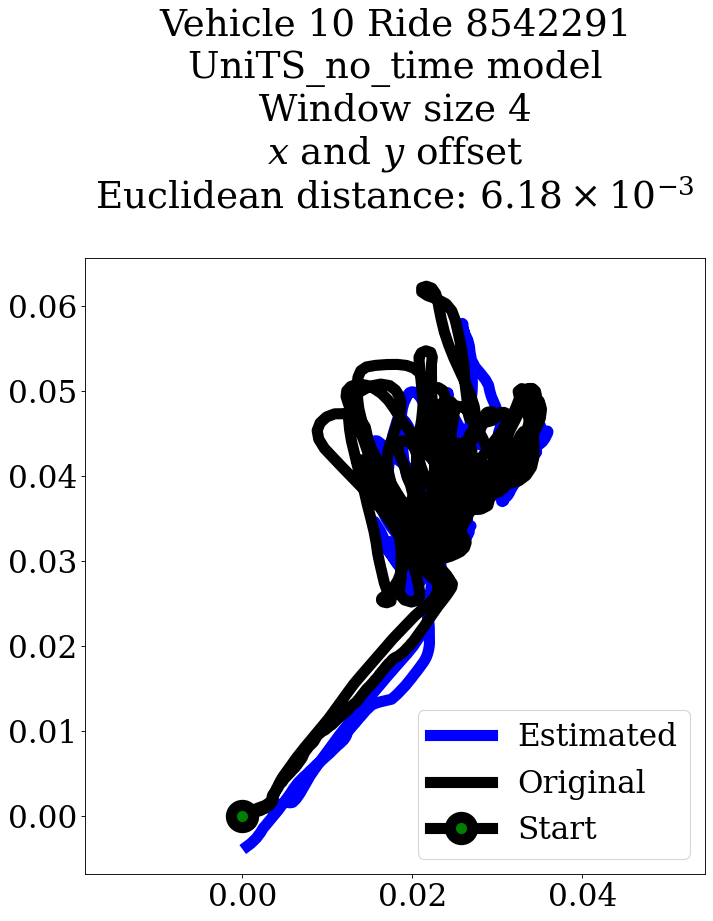 Vehicle 10 Ride 8542291
UniTS_no_time model
Window size 4
x and y offset
Euclidean distance: 6.18 × 10⁻³
0.06
0.05
0.04
0.03
0.02
0.01
0.00
Estimated
Original
Start
0.00 0.02 0.04